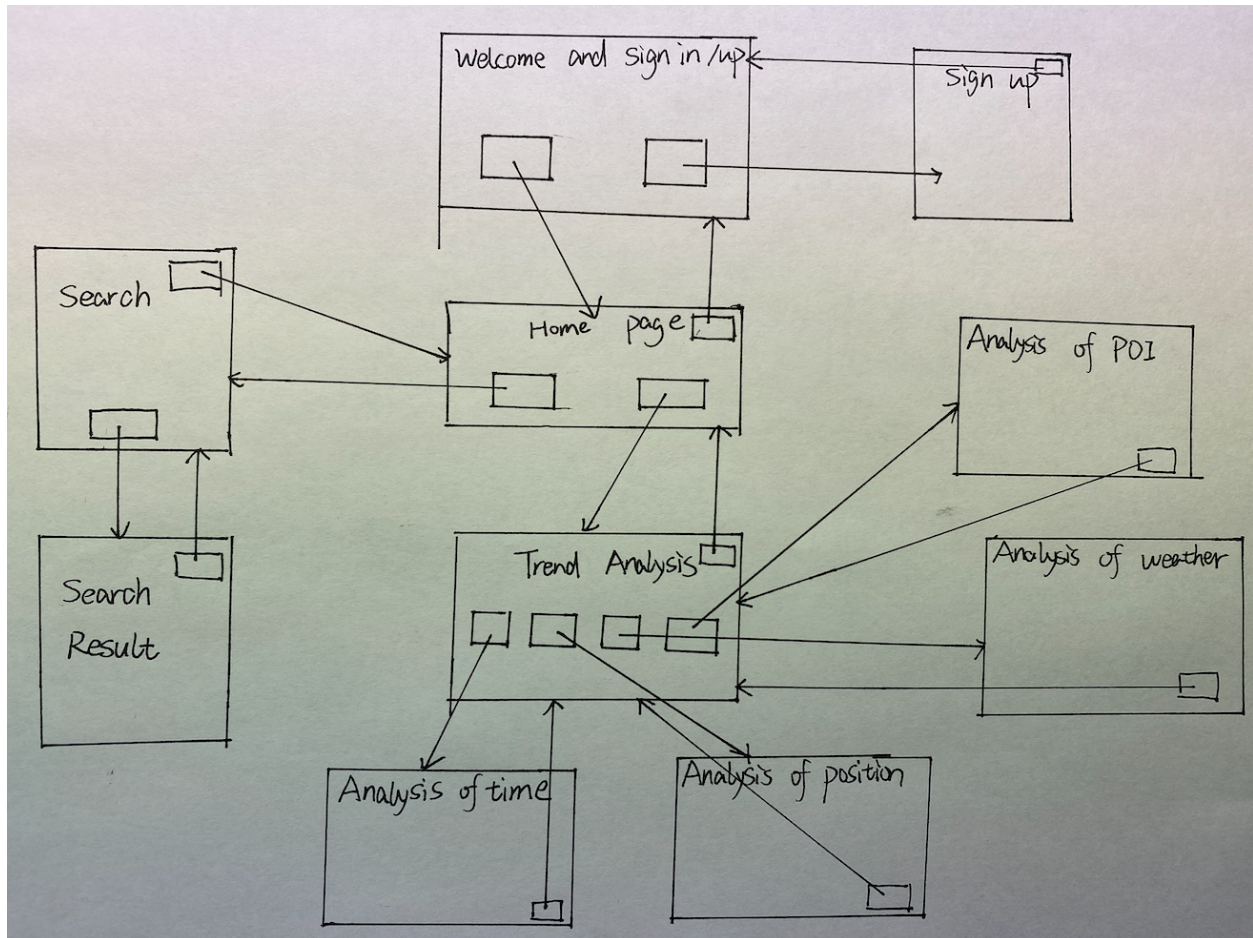 Welcome and Sign in/up
Sign up
Search
Home page
Analysis of POI
Trend Analysis
Analysis of weather
Search
Result
Analysis of time
Analysis of position